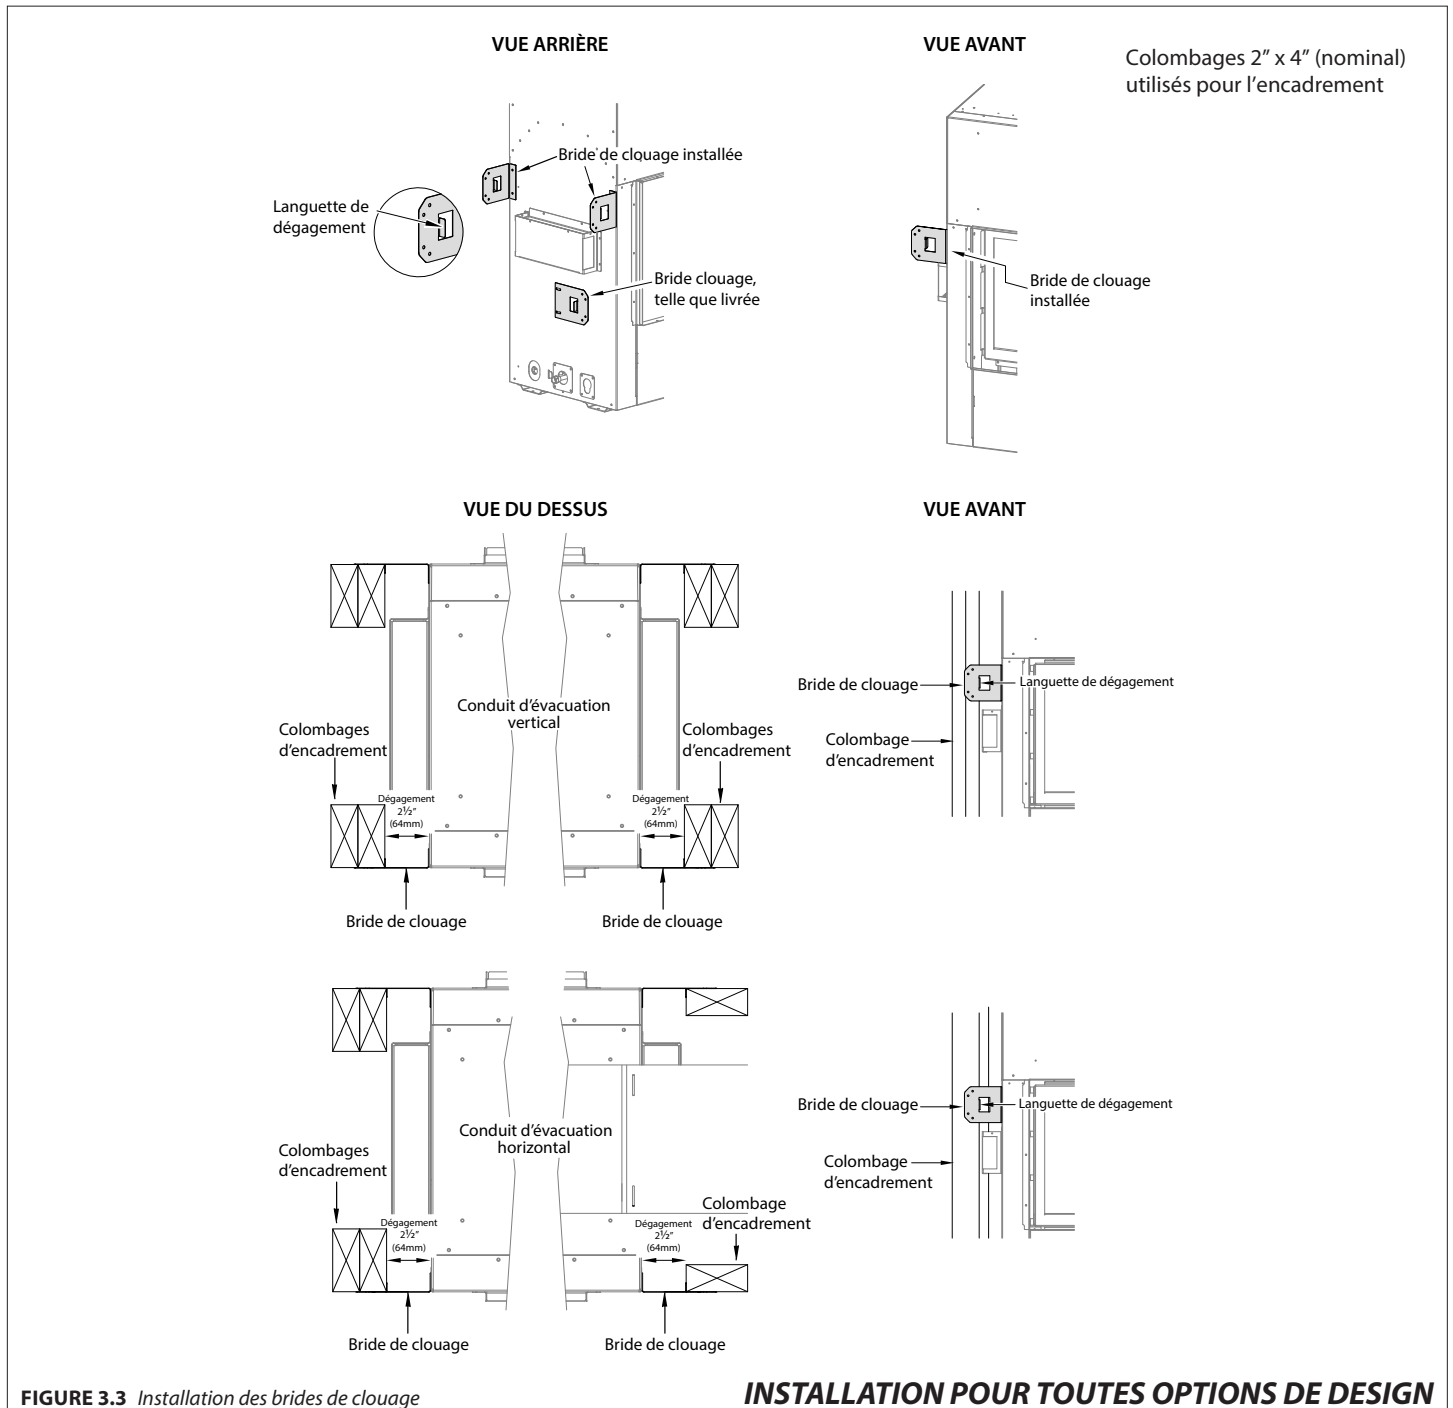 VUE ARRIÈRE
VUE AVANT
Colombages 2” x 4” (nominal)
utilisés pour l’encadrement
Bride de clouage installée
Languette de
dégagement
Bride clouage,
telle que livrée
Bride de clouage
installée
VUE DU DESSUS
VUE AVANT
Conduit d’évacuation
vertical
Colombages
d’encadrement
Colombages
d’encadrement
Dégagement
2½”
(64mm)
Dégagement
2½”
(64mm)
Bride de clouage
Bride de clouage
Bride de clouage
Languette de dégagement
Colombage
d’encadrement
Conduit d’évacuation
horizontal
Colombages
d’encadrement
Colombage
d’encadrement
Dégagement
2½”
(64mm)
Dégagement
2½”
(64mm)
Bride de clouage
Bride de clouage
Bride de clouage
Languette de dégagement
Colombage
d’encadrement
FIGURE 3.3 Installation des brides de clouage
INSTALLATION POUR TOUTES OPTIONS DE DESIGN